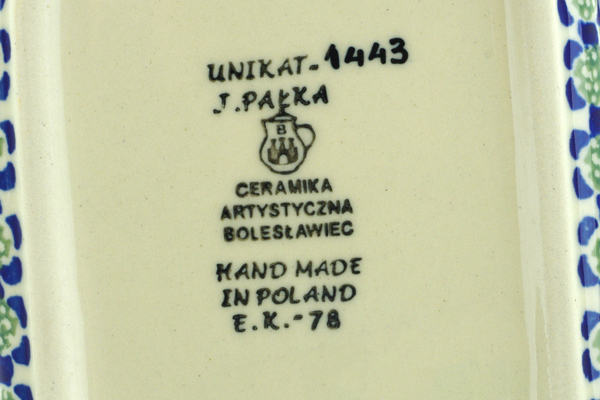 UNIKAT-1443
J.PAŁKA
B
CERAMIKA
ARTYSTYCZNA
BOLESŁAWIEC
HAND MADE
IN POLAND
E.K.-78